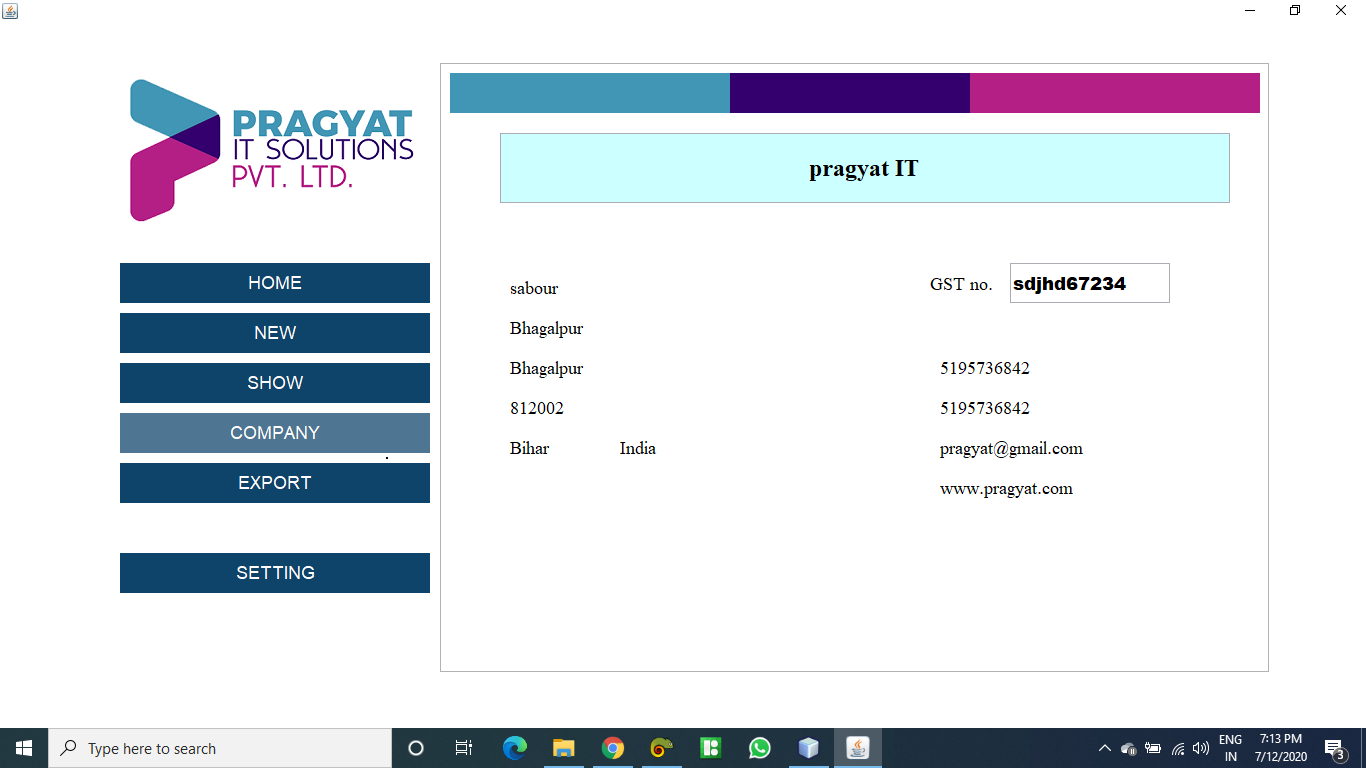 PRAGYAT
IT SOLUTIONS
PVT. LTD.
HOME
NEW
SHOW
COMPANY
EXPORT
SETTING
pragyat IT
sabour
GST no. sdjhd67234
Bhagalpur
Bhagalpur 5195736842
812002 5195736842
Bihar India pragyat@gmail.com
www.pragyat.com
Type here to search
ENG
IN
7:13 PM
7/12/2020
3